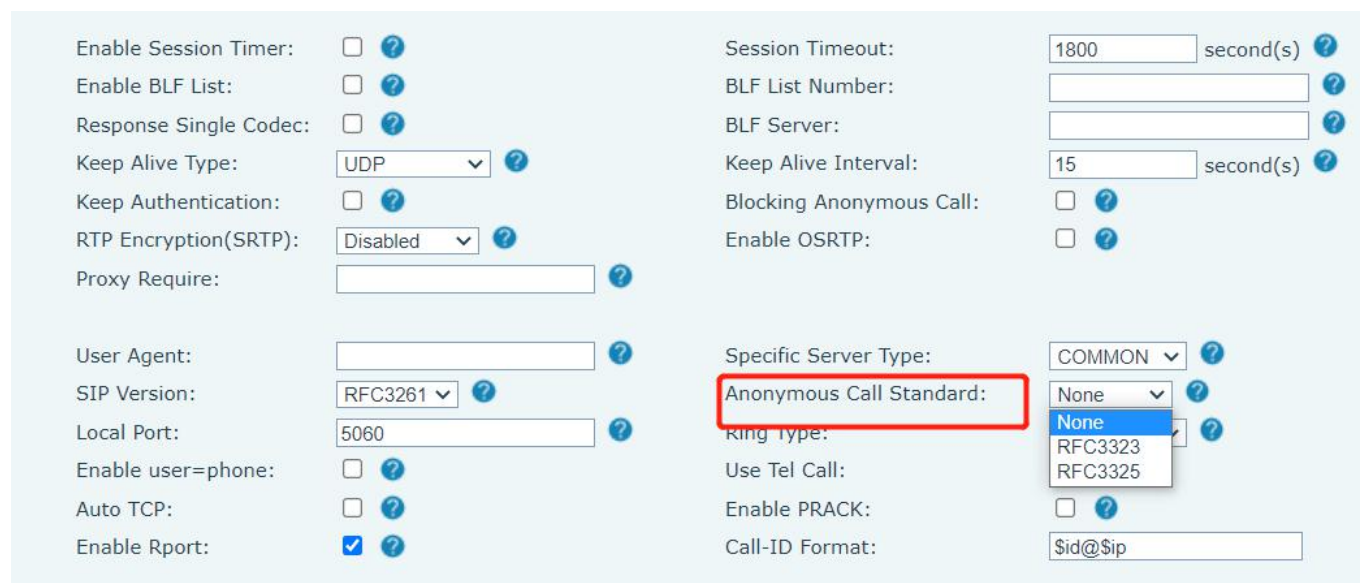 Enable Session Timer: ? Session Timeout: 1800 second(s) ?
Enable BLF List: ? BLF List Number: ?
Response Single Codec: ? BLF Server: ?
Keep Alive Type: UDP ? Keep Alive Interval: 15 second(s) ?
Keep Authentication: ? Blocking Anonymous Call: ?
RTP Encryption(SRTP): Disabled ? Enable OSRTP: ?
Proxy Require: ?
User Agent: ? Specific Server Type: COMMON ?
SIP Version: RFC3261 ? Anonymous Call Standard: None ?
Local Port: 5060 ? Ring Type: None ?
RFC3323
Enable user=phone: ? Use Tel Call: RFC3325
Auto TCP: ? Enable PRACK: ?
Enable Rport: ? Call-ID Format: $id@$ip